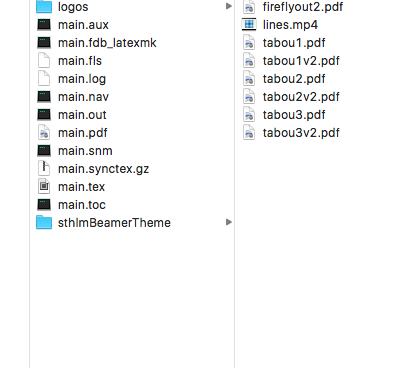 logos
main.aux
main.fdb_latexmk
main.fls
main.log
main.nav
main.out
main.pdf
main.snm
main.synctex.gz
main.tex
main.toc
sthlmBeamerTheme
fireflyout2.pdf
lines.mp4
tabou1.pdf
tabou1v2.pdf
tabou2.pdf
tabou2v2.pdf
tabou3.pdf
tabou3v2.pdf